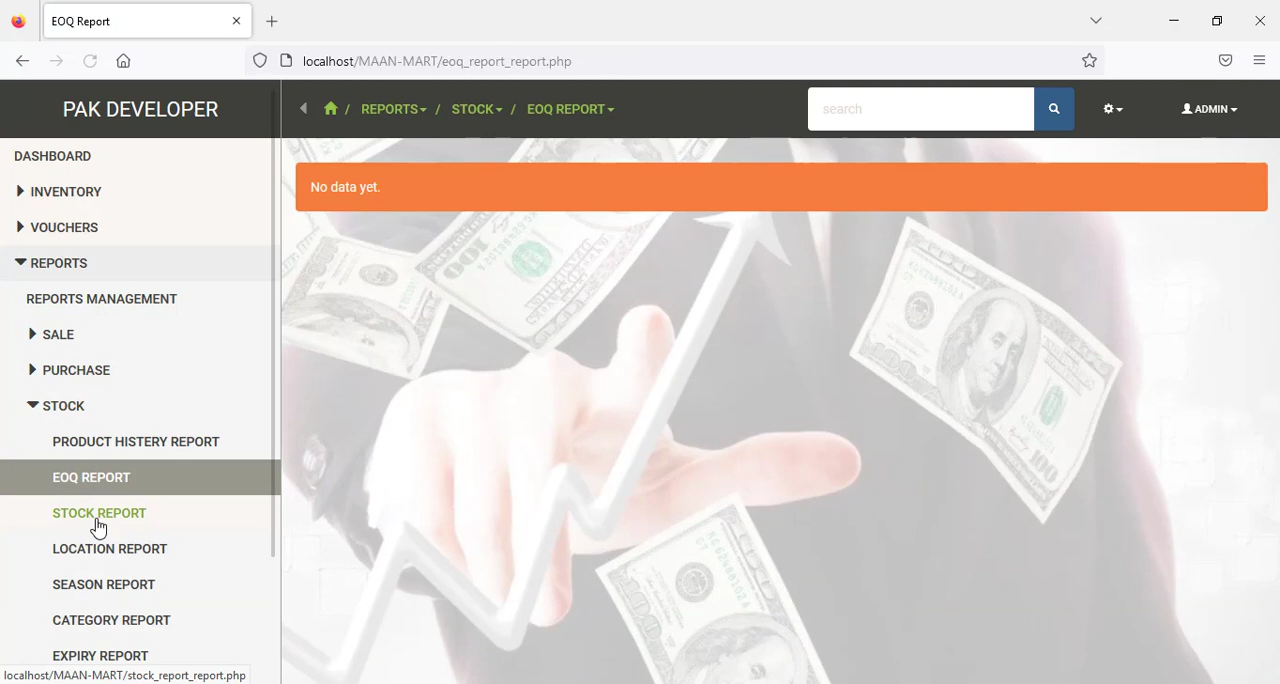 EOQ Report
localhost/MAAN-MART/eoq_report_report.php
PAK DEVELOPER
/ REPORTS / STOCK / EOQ REPORT
search
ADMIN
DASHBOARD
INVENTORY
VOUCHERS
REPORTS
REPORTS MANAGEMENT
SALE
PURCHASE
STOCK
PRODUCT HISTERY REPORT
EOQ REPORT
STOCK REPORT
LOCATION REPORT
SEASON REPORT
CATEGORY REPORT
EXPIRY REPORT
No data yet.
100
100
localhost/MAAN-MART/stock_report_report.php